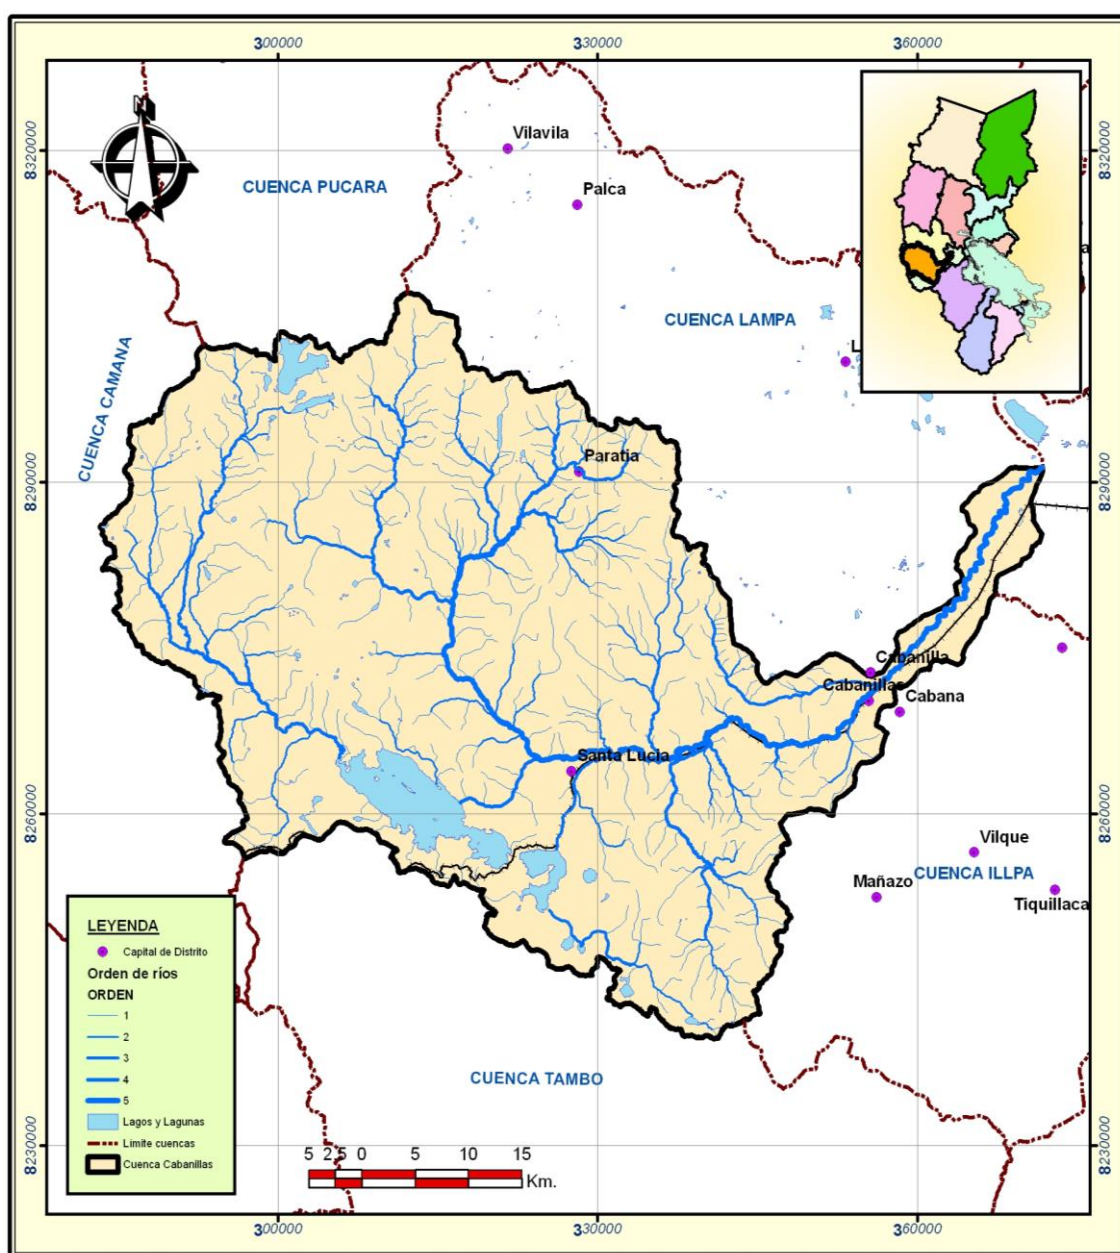 300000
330000
360000
N
8320000
8320000
Vilavila
CUENCA PUCARA
Palca
CUENCA LAMPA
L
a
CUENCA CAMANA
Paratia
8290000
8290000
Cabanilla
Cabanillas
Cabana
Santa Lucia
8260000
8260000
Vilque
CUENCA ILLPA
Mañazo
Tiquillaca
LEYENDA
Capital de Distrito
Orden de ríos
ORDEN
1
2
3
4
5
Lagos y Lagunas
Limite cuencas
Cuenca Cabanillas
CUENCA TAMBO
8230000
8230000
5 2.5 0 5 10 15
Km.
300000
330000
360000